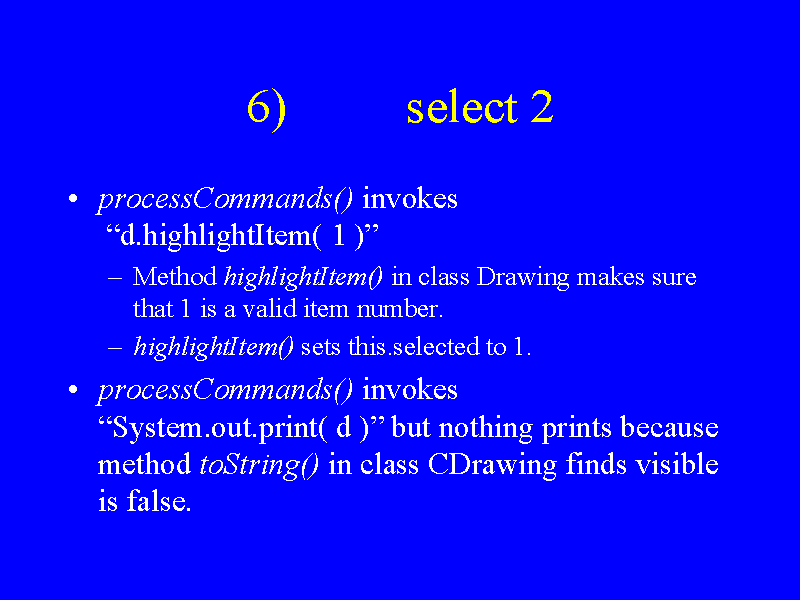 6) select 2
• processCommands() invokes
“d.highlightItem( 1 )”
– Method highlightItem() in class Drawing makes sure
that 1 is a valid item number.
– highlightItem() sets this.selected to 1.
• processCommands() invokes
“System.out.print( d )” but nothing prints because
method toString() in class CDrawing finds visible
is false.